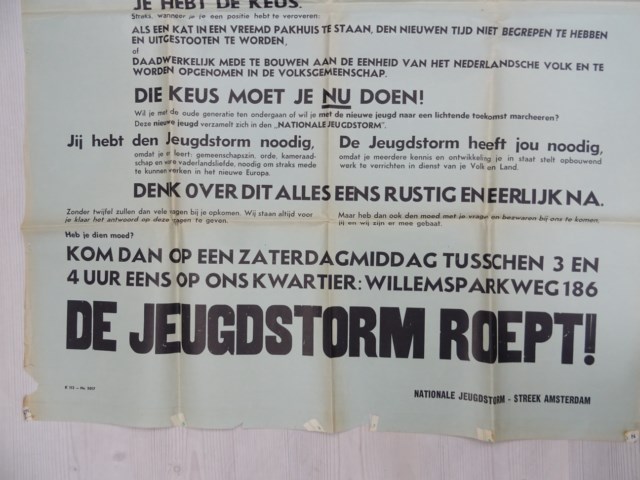 JE HEBT DE KEUS.
Straks, wanneer je je een positie hebt te veroveren:
ALS EEN KAT IN EEN VREEMD PAKHUIS TE STAAN, DEN NIEUWEN TIJD NIET BEGREPEN TE HEBBEN
EN UITGESTOOTEN TE WORDEN,
of
DAADWERKELIJK MEDE TE BOUWEN AAN DE EENHEID VAN HET NEDERLANDSCHE VOLK EN TE
WORDEN OPGENOMEN IN DE VOLKSGEMEENSCHAP.
DIE KEUS MOET JE NU DOEN!
Wil je met de oude generatie ten ondergaan of wil je met de nieuwe jeugd naar een lichtende toekomst marcheeren?
Deze nieuwe jeugd verzamelt zich in den „NATIONALE JEUGDSTORM".
Jij hebt den Jeugdstorm noodig,
omdat je er leert: gemeenschapszin, orde, kameraad-
schap en ware vaderlandsliefde, noodig om straks mede
te kunnen werken in het nieuwe Europa.
De Jeugdstorm heeft jou noodig,
omdat je meerdere kennis en ontwikkeling je in staat stelt opbouwend
werk te verrichten in dienst van je Volk en Land.
DENK OVER DIT ALLES EENS RUSTIG EN EERLIJK NA.
Zonder twijfel zullen dan vele vragen bij je opkomen. Wij staan altijd voor
je klaar het antwoord op deze vragen te geven.
Maar heb dan ook den moed met je vragen en bezwaren bij ons te komen,
jij en wij zijn er mee gebaat.
Heb je dien moed?
KOM DAN OP EEN ZATERDAGMIDDAG TUSSCHEN 3 EN
4 UUR EENS OP ONS KWARTIER: WILLEMSPARKWEG 186
DE JEUGDSTORM ROEPT!
NATIONALE JEUGDSTORM - STREEK AMSTERDAM